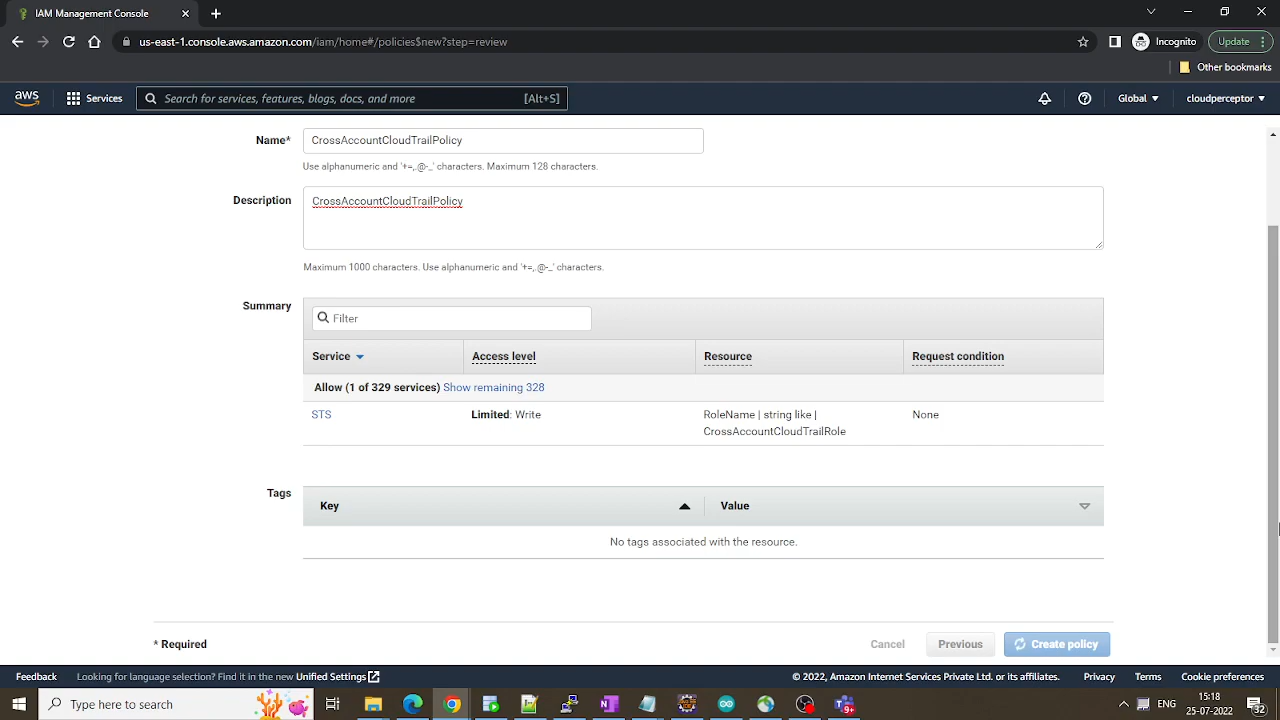 IAM Management Console
us-east-1.console.aws.amazon.com/iam/home#/policies$new?step=review
Incognito
Update
Other bookmarks
aws
Services
Search for services, features, blogs, docs, and more
[Alt+S]
Global
cloudperceptor
Name*
CrossAccountCloudTrailPolicy
Use alphanumeric and '+=,.@-_' characters. Maximum 128 characters.
Description
CrossAccountCloudTrailPolicy
Maximum 1000 characters. Use alphanumeric and '+=,.@-_' characters.
Summary
Filter
Service
Access level
Resource
Request condition
Allow (1 of 329 services) Show remaining 328
STS
Limited: Write
RoleName | string like |
CrossAccountCloudTrailRole
None
Tags
Key
Value
No tags associated with the resource.
* Required
Cancel
Previous
Create policy
Feedback
Looking for language selection? Find it in the new Unified Settings
© 2022, Amazon Internet Services Private Ltd. or its affiliates.
Privacy
Terms
Cookie preferences
Type here to search
9+
ENG
15:18
25-07-2022
2